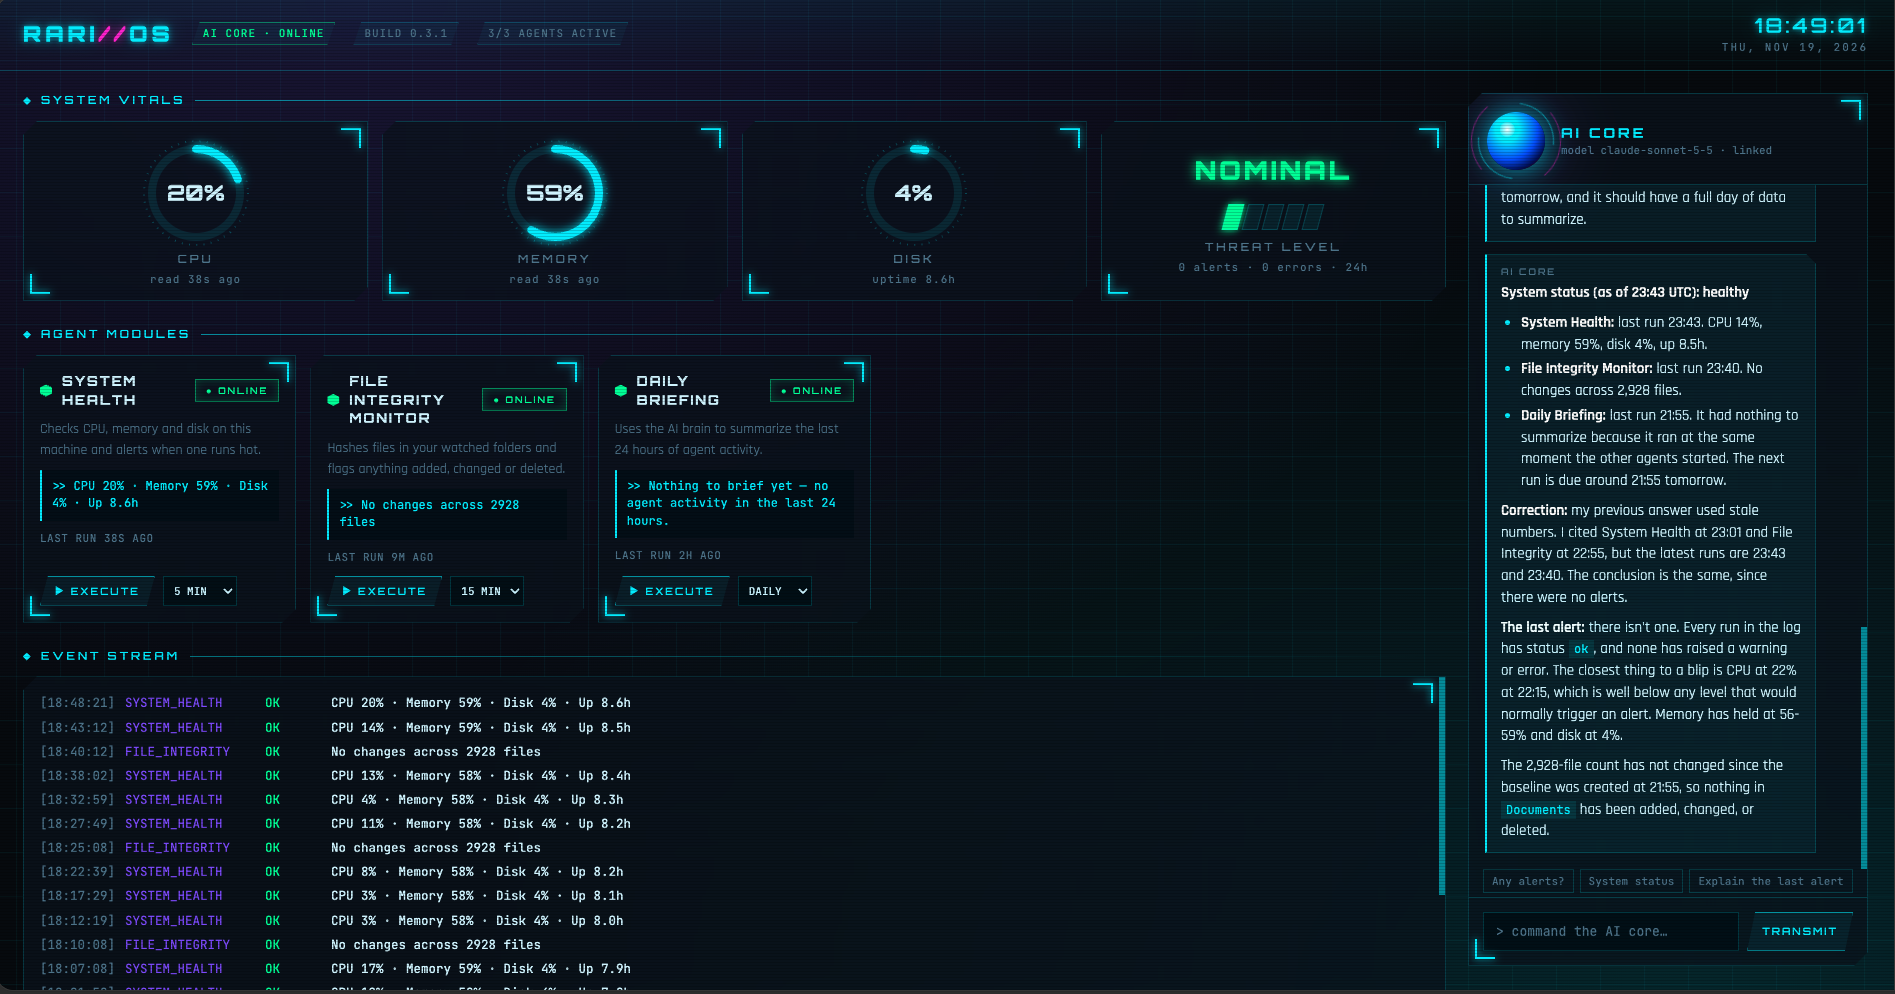 RARI//OS
AI CORE · ONLINE
BUILD 0.3.1
3/3 AGENTS ACTIVE
18:49:01
THU, NOV 19, 2026
SYSTEM VITALS
20%
CPU
read 38s ago
59%
MEMORY
read 38s ago
4%
DISK
uptime 8.6h
NOMINAL
THREAT LEVEL
0 alerts · 0 errors · 24h
AGENT MODULES
SYSTEM
HEALTH
ONLINE
Checks CPU, memory and disk on this
machine and alerts when one runs hot.
>> CPU 20% · Memory 59% · Disk
4% · Up 8.6h
LAST RUN 38S AGO
EXECUTE
5 MIN
FILE
INTEGRITY
MONITOR
ONLINE
Hashes files in your watched folders and
flags anything added, changed or deleted.
>> No changes across 2928
files
LAST RUN 9M AGO
EXECUTE
15 MIN
DAILY
BRIEFING
ONLINE
Uses the AI brain to summarize the last
24 hours of agent activity.
>> Nothing to brief yet — no
agent activity in the last 24
hours.
LAST RUN 2H AGO
EXECUTE
DAILY
EVENT STREAM
[18:48:21] SYSTEM_HEALTH OK CPU 20% · Memory 59% · Disk 4% · Up 8.6h
[18:43:12] SYSTEM_HEALTH OK CPU 14% · Memory 59% · Disk 4% · Up 8.5h
[18:40:12] FILE_INTEGRITY OK No changes across 2928 files
[18:38:02] SYSTEM_HEALTH OK CPU 13% · Memory 58% · Disk 4% · Up 8.4h
[18:32:59] SYSTEM_HEALTH OK CPU 4% · Memory 58% · Disk 4% · Up 8.3h
[18:27:49] SYSTEM_HEALTH OK CPU 11% · Memory 58% · Disk 4% · Up 8.2h
[18:25:08] FILE_INTEGRITY OK No changes across 2928 files
[18:22:39] SYSTEM_HEALTH OK CPU 8% · Memory 58% · Disk 4% · Up 8.2h
[18:17:29] SYSTEM_HEALTH OK CPU 3% · Memory 58% · Disk 4% · Up 8.1h
[18:12:19] SYSTEM_HEALTH OK CPU 3% · Memory 58% · Disk 4% · Up 8.0h
[18:10:08] FILE_INTEGRITY OK No changes across 2928 files
[18:07:08] SYSTEM_HEALTH OK CPU 17% · Memory 59% · Disk 4% · Up 7.9h
AI CORE
model claude-sonnet-5-5 · linked
tomorrow, and it should have a full day of data
to summarize.
AI CORE
System status (as of 23:43 UTC): healthy
System Health: last run 23:43. CPU 14%,
memory 59%, disk 4%, up 8.5h.
File Integrity Monitor: last run 23:40. No
changes across 2,928 files.
Daily Briefing: last run 21:55. It had nothing to
summarize because it ran at the same
moment the other agents started. The next
run is due around 21:55 tomorrow.
Correction: my previous answer used stale
numbers. I cited System Health at 23:01 and File
Integrity at 22:55, but the latest runs are 23:43
and 23:40. The conclusion is the same, since
there were no alerts.
The last alert: there isn't one. Every run in the log
has status ok, and none has raised a warning
or error. The closest thing to a blip is CPU at 22%
at 22:15, which is well below any level that would
normally trigger an alert. Memory has held at 56-
59% and disk at 4%.
The 2,928-file count has not changed since the
baseline was created at 21:55, so nothing in
Documents has been added, changed, or
deleted.
Any alerts?
System status
Explain the last alert
> command the AI core…
TRANSMIT